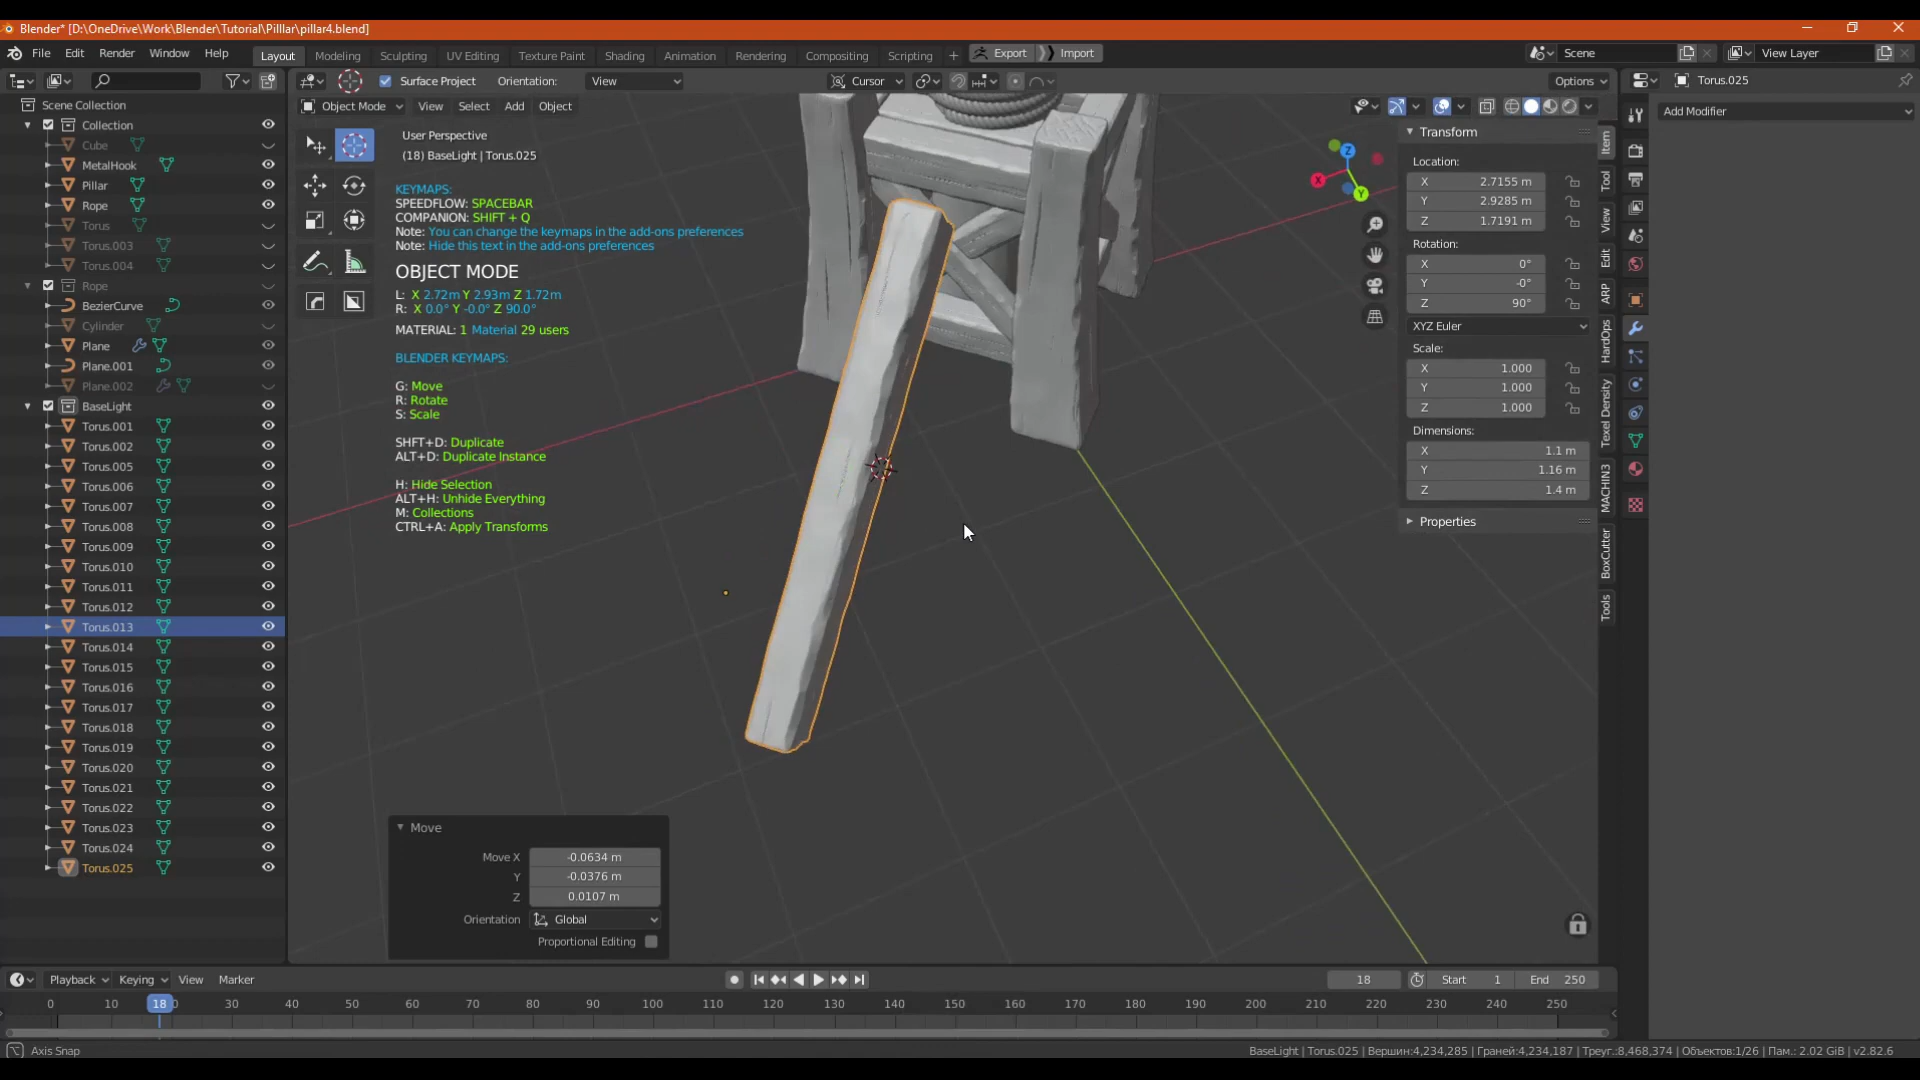 Blender* [D:\OneDrive\Work\Blender\Tutorial\Pilllar\pillar4.blend]
File Edit Render Window Help Layout Modeling Sculpting UV Editing Texture Paint Shading Animation Rendering Compositing Scripting + Export Import Scene View Layer
Surface Project Orientation: View Cursor Options Torus.025
Scene Collection Object Mode View Select Add Object Add Modifier
Collection
Cube
MetalHook
Pillar
Rope
Torus
Torus.003
Torus.004
Rope
BezierCurve
Cylinder
Plane
Plane.001
Plane.002
BaseLight
Torus.001
Torus.002
Torus.005
Torus.006
Torus.007
Torus.008
Torus.009
Torus.010
Torus.011
Torus.012
Torus.013
Torus.014
Torus.015
Torus.016
Torus.017
Torus.018
Torus.019
Torus.020
Torus.021
Torus.022
Torus.023
Torus.024
Torus.025
User Perspective
(18) BaseLight | Torus.025
KEYMAPS:
SPEEDFLOW: SPACEBAR
COMPANION: SHIFT + Q
Note: You can change the keymaps in the add-ons preferences
Note: Hide this text in the add-ons preferences
OBJECT MODE
L: X 2.72m Y 2.93m Z 1.72m
R: X 0.0° Y -0.0° Z 90.0°
MATERIAL: 1 Material 29 users
BLENDER KEYMAPS:
G: Move
R: Rotate
S: Scale
SHFT+D: Duplicate
ALT+D: Duplicate Instance
H: Hide Selection
ALT+H: Unhide Everything
M: Collections
CTRL+A: Apply Transforms
Z
X
Y
Transform
Location:
X 2.7155 m
Y 2.9285 m
Z 1.7191 m
Rotation:
X 0°
Y -0°
Z 90°
XYZ Euler
Scale:
X 1.000
Y 1.000
Z 1.000
Dimensions:
X 1.1 m
Y 1.16 m
Z 1.4 m
Properties
Item
Tool
View
Edit
ARP
HardOps
Texel Density
MACHIN3
BoxCutter
Tools
Move
Move X -0.0634 m
Y -0.0376 m
Z 0.0107 m
Orientation Global
Proportional Editing
Playback Keying View Marker 18 Start 1 End 250
0 10 18 30 40 50 60 70 80 90 100 110 120 130 140 150 160 170 180 190 200 210 220 230 240 250
Axis Snap BaseLight | Torus.025 | Вершин:4,234,285 | Граней:4,234,187 | Треуг.:8,468,374 | Объектов:1/26 | Пам.: 2.02 GiB | v2.82.6